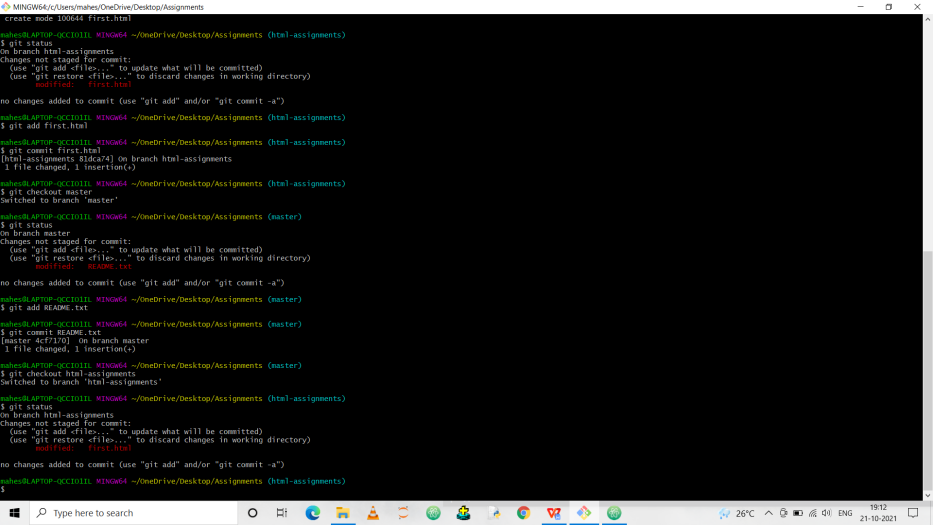 MINGW64:/c/Users/mahes/OneDrive/Desktop/Assignments
create mode 100644 first.html
mahes@LAPTOP-QCCIO1IL MINGW64 ~/OneDrive/Desktop/Assignments (html-assignments)
$ git status
On branch html-assignments
Changes not staged for commit:
(use "git add <file>..." to update what will be committed)
(use "git restore <file>..." to discard changes in working directory)
modified: first.html
no changes added to commit (use "git add" and/or "git commit -a")
mahes@LAPTOP-QCCIO1IL MINGW64 ~/OneDrive/Desktop/Assignments (html-assignments)
$ git add first.html
mahes@LAPTOP-QCCIO1IL MINGW64 ~/OneDrive/Desktop/Assignments (html-assignments)
$ git commit first.html
[html-assignments 81dca74] On branch html-assignments
1 file changed, 1 insertion(+)
mahes@LAPTOP-QCCIO1IL MINGW64 ~/OneDrive/Desktop/Assignments (html-assignments)
$ git checkout master
Switched to branch 'master'
mahes@LAPTOP-QCCIO1IL MINGW64 ~/OneDrive/Desktop/Assignments (master)
$ git status
On branch master
Changes not staged for commit:
(use "git add <file>..." to update what will be committed)
(use "git restore <file>..." to discard changes in working directory)
modified: README.txt
no changes added to commit (use "git add" and/or "git commit -a")
mahes@LAPTOP-QCCIO1IL MINGW64 ~/OneDrive/Desktop/Assignments (master)
$ git add README.txt
mahes@LAPTOP-QCCIO1IL MINGW64 ~/OneDrive/Desktop/Assignments (master)
$ git commit README.txt
[master 4cf7170] On branch master
1 file changed, 1 insertion(+)
mahes@LAPTOP-QCCIO1IL MINGW64 ~/OneDrive/Desktop/Assignments (master)
$ git checkout html-assignments
Switched to branch 'html-assignments'
mahes@LAPTOP-QCCIO1IL MINGW64 ~/OneDrive/Desktop/Assignments (html-assignments)
$ git status
On branch html-assignments
Changes not staged for commit:
(use "git add <file>..." to update what will be committed)
(use "git restore <file>..." to discard changes in working directory)
modified: first.html
no changes added to commit (use "git add" and/or "git commit -a")
mahes@LAPTOP-QCCIO1IL MINGW64 ~/OneDrive/Desktop/Assignments (html-assignments)
$
Type here to search
26°C
ENG
19:12
21-10-2021